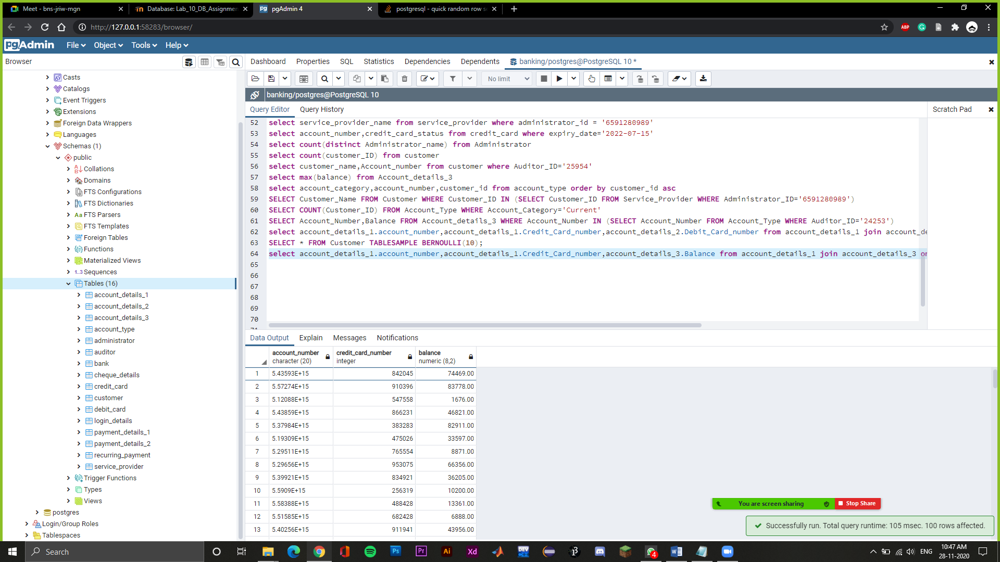 Meet - bns-jriw-mgn
Database: Lab_10_DB_Assignmen
pgAdmin 4
postgresql - quick random row s
http://127.0.0.1:58283/browser/
ABP
pgAdmin
File Object Tools Help
Browser
Dashboard Properties SQL Statistics Dependencies Dependents banking/postgres@PostgreSQL 10 *
No limit
banking/postgres@PostgreSQL 10
Query Editor Query History
Scratch Pad
Casts
Catalogs
Event Triggers
Extensions
Foreign Data Wrappers
Languages
Schemas (1)
public
Collations
Domains
FTS Configurations
FTS Dictionaries
Aa FTS Parsers
FTS Templates
Foreign Tables
Functions
Materialized Views
1..3 Sequences
Tables (16)
account_details_1
account_details_2
account_details_3
account_type
administrator
auditor
bank
cheque_details
credit_card
customer
debit_card
login_details
payment_details_1
payment_details_2
recurring_payment
service_provider
Trigger Functions
Types
Views
postgres
Login/Group Roles
Tablespaces
52 select service_provider_name from service_provider where administrator_id = '6591280989'
53 select account_number,credit_card_status from credit_card where expiry_date='2022-07-15'
54 select count(distinct Administrator_name) from Administrator
55 select count(customer_ID) from customer
56 select customer_name,Account_number from customer where Auditor_ID='25954'
57 select max(balance) from Account_details_3
58 select account_category,account_number,customer_id from account_type order by customer_id asc
59 SELECT Customer_Name FROM Customer WHERE Customer_ID IN (SELECT Customer_ID FROM Service_Provider WHERE Administrator_ID='6591280989')
60 SELECT COUNT(Customer_ID) FROM Account_Type WHERE Account_Category='Current'
61 SELECT Account_Number,Balance FROM Account_details_3 WHERE Account_Number IN (SELECT Account_Number FROM Account_Type WHERE Auditor_ID='24253')
62 select account_details_1.account_number,account_details_1.Credit_Card_number,account_details_2.Debit_Card_number from account_details_1 join account_de
63 SELECT * FROM Customer TABLESAMPLE BERNOULLI(10);
64 select account_details_1.account_number,account_details_1.Credit_Card_number,account_details_3.Balance from account_details_1 join account_details_3 on
65
66
67
68
69
70
71
Data Output Explain Messages Notifications
account_number credit_card_number balance
character (20) integer numeric (8,2)
1 5.43593E+15 842045 74469.00
2 5.57274E+15 910396 83778.00
3 5.12088E+15 547558 1676.00
4 5.43859E+15 866231 46821.00
5 5.37984E+15 383283 82911.00
6 5.19309E+15 475026 33597.00
7 5.29511E+15 765554 8871.00
8 5.29656E+15 953075 66356.00
9 5.39921E+15 834921 36205.00
10 5.5909E+15 256319 10200.00
11 5.58388E+15 488428 13361.00
12 5.51585E+15 682428 6888.00
13 5.40256E+15 911941 43956.00
You are screen sharing Stop Share
Successfully run. Total query runtime: 105 msec. 100 rows affected.
Search
Ps Pr Ai Xd DEV 4
ENG
10:47 AM
28-11-2020